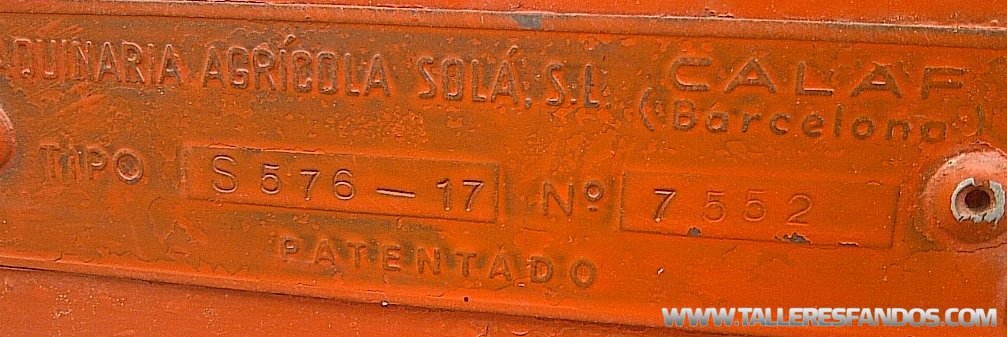 AQUINARIA AGRÍCOLA SOLÁ, S.L. CALAF
(Barcelona)
TIPO S 576-17 Nº 7552
PATENTADO
WWW.TALLERESFANDOS.COM